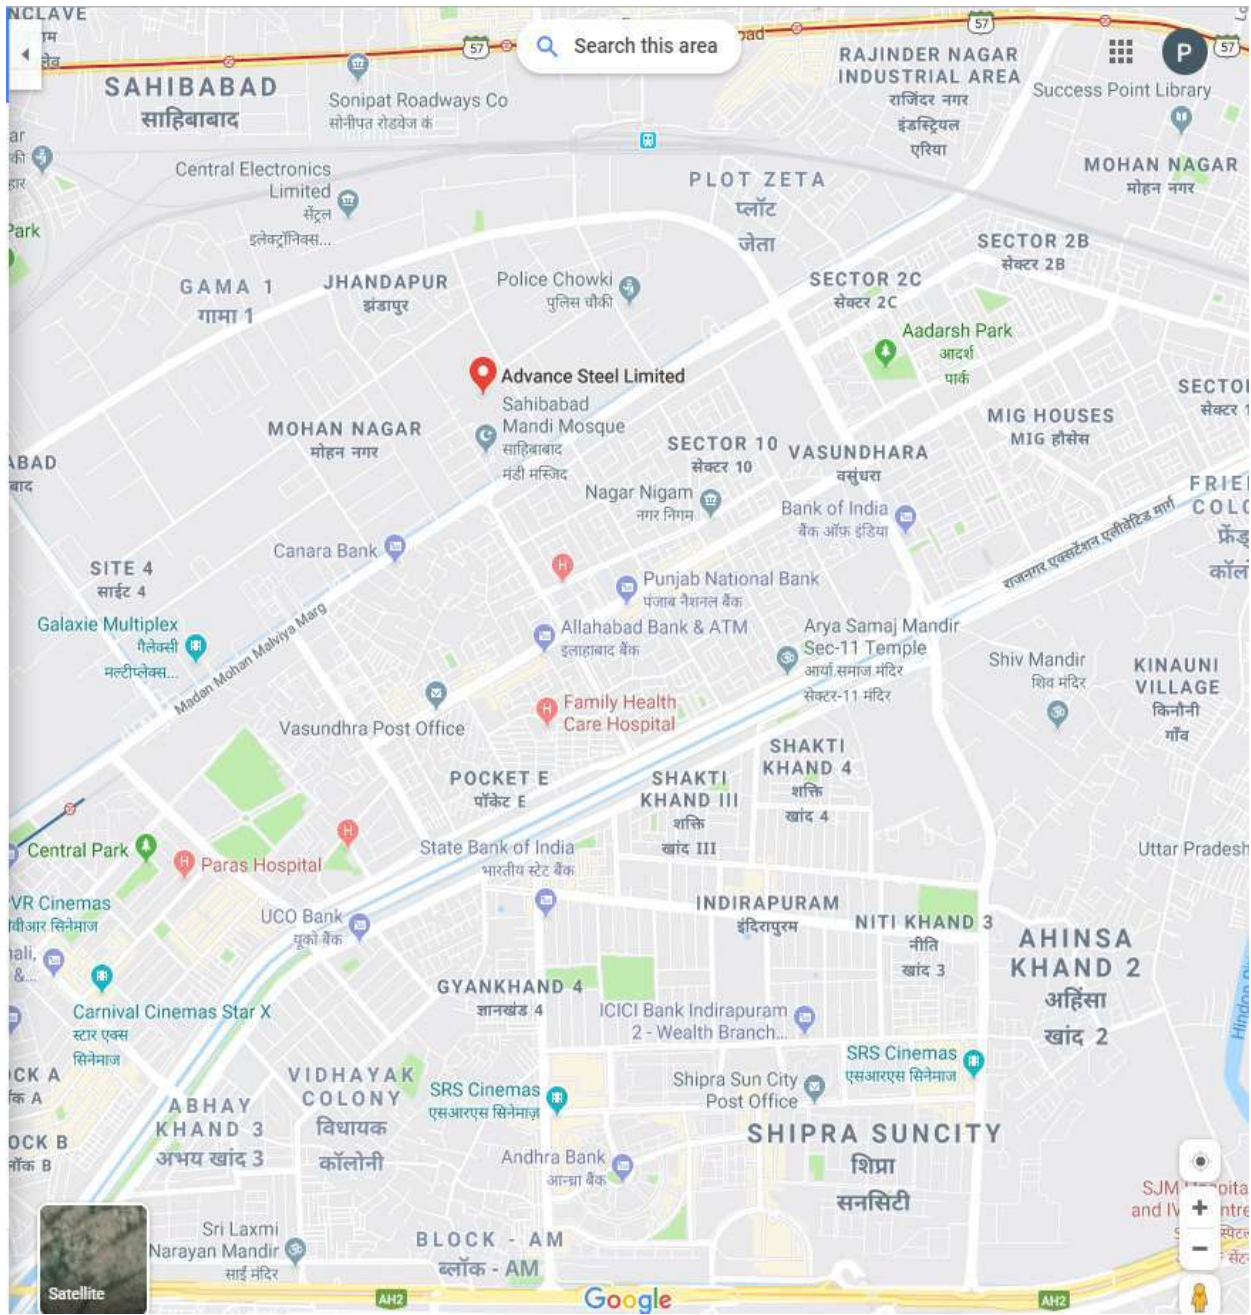 NCLAVE
57
57
57
Search this area
P
RAJINDER NAGAR
INDUSTRIAL AREA
राजिंदर नगर
इंडस्ट्रियल
एरिया
SAHIBABAD
साहिबाबाद
Sonipat Roadways Co
सोनीपत रोडवेज कं
Success Point Library
MOHAN NAGAR
मोहन नगर
Central Electronics
Limited
सेंट्रल
इलेक्ट्रॉनिक्स...
PLOT ZETA
प्लॉट
जेता
Park
SECTOR 2B
सेक्टर 2B
GAMA 1
गामा 1
JHANDAPUR
झंडापुर
Police Chowki
पुलिस चौकी
SECTOR 2C
सेक्टर 2C
Aadarsh Park
आदर्श
पार्क
Advance Steel Limited
Sahibabad
Mandi Mosque
साहिबाबाद
मंडी मस्जिद
MOHAN NAGAR
मोहन नगर
MIG HOUSES
MIG हौसेस
SECTOR 10
सेक्टर 10
VASUNDHARA
वसुंधरा
ABAD
बाद
Nagar Nigam
नगर निगम
Bank of India
बैंक ऑफ़ इंडिया
राजनगर एक्सटेंशन एलीवेटिड मार्ग
Canara Bank
SITE 4
साईट 4
H
Punjab National Bank
पंजाब नैशनल बैंक
Galaxie Multiplex
गैलेक्सी
मल्टीप्लेक्स...
Madan Mohan Malviya Marg
Allahabad Bank & ATM
इलाहाबाद बैंक
Arya Samaj Mandir
Sec-11 Temple
आर्या समाज मंदिर
सेक्टर-11 मंदिर
Shiv Mandir
शिव मंदिर
KINAUNI
VILLAGE
किनौनी
गाँव
Vasundhra Post Office
H
Family Health
Care Hospital
POCKET E
पॉकेट E
SHAKTI
KHAND III
शक्ति
खांद III
SHAKTI
KHAND 4
शक्ति
खांद 4
Central Park
H
Paras Hospital
H
State Bank of India
भारतीय स्टेट बैंक
Uttar Pradesh
VR Cinemas
वीआर सिनेमाज
UCO Bank
यूको बैंक
INDIRAPURAM
इंदिरापुरम
NITI KHAND 3
नीति
खांद 3
AHINSA
KHAND 2
अहिंसा
खांद 2
Carnival Cinemas Star X
स्टार एक्स
सिनेमाज
GYANKHAND 4
ज्ञानखंड 4
ICICI Bank Indirapuram
2 - Wealth Branch...
SRS Cinemas
एसआरएस सिनेमाज
OCK A
VIDHAYAK
COLONY
विधायक
कॉलोनी
SRS Cinemas
एसआरएस सिनेमाज़
Shipra Sun City
Post Office
ABHAY
KHAND 3
अभय खांद 3
OCK B
SHIPRA SUNCITY
शिप्रा
सनसिटी
Andhra Bank
आन्ध्रा बैंक
Sri Laxmi
Narayan Mandir
साईं मंदिर
BLOCK - AM
ब्लॉक - AM
Satellite
AH2
Google
AH2